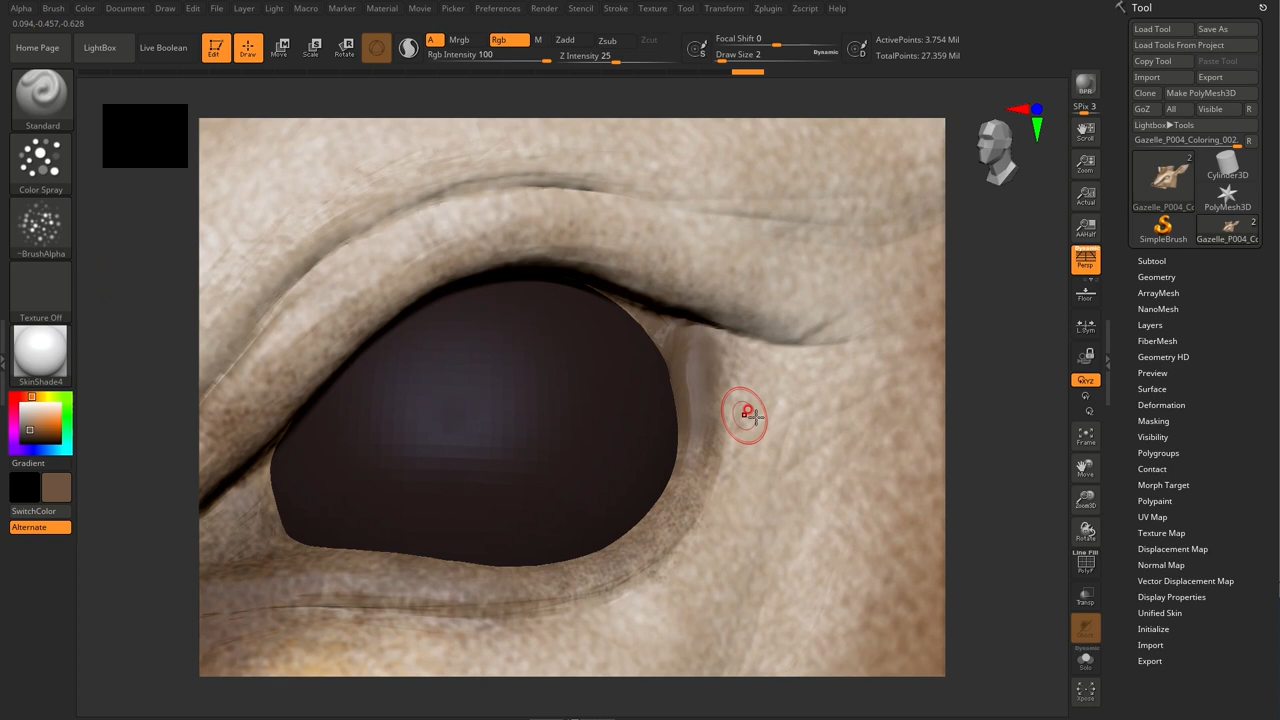 Alpha Brush Color Document Draw Edit File Layer Light Macro Marker Material Movie Picker Preferences Render Stencil Stroke Texture Tool Transform Zplugin Zscript Help
0.094,-0.457,-0.628
Home Page LightBox Live Boolean
Edit Draw Move Scale Rotate
A Mrgb Rgb M Zadd Zsub Zcut
Rgb Intensity 100 Z Intensity 25
S
Focal Shift 0
Draw Size 2 Dynamic
D
ActivePoints: 3.754 Mil
TotalPoints: 27.359 Mil
Standard
Color Spray
~BrushAlpha
Texture Off
SkinShade4
Gradient
SwitchColor
Alternate
BPR
SPix 3
Scroll
Zoom
Actual
AAHalf
Dynamic
Persp
Floor
L.Sym
XYZ
Frame
Move
Zoom3D
Rotate
Line Fill
PolyF
Transp
Dynamic
Solo
Xpose
Tool
Load Tool Save As
Load Tools From Project
Copy Tool Paste Tool
Import Export
Clone Make PolyMesh3D
GoZ All Visible R
Lightbox▶Tools
Gazelle_P004_Coloring_002. R
2
Cylinder3D
Gazelle_P004_Cc PolyMesh3D
2
SimpleBrush Gazelle_P004_Cc
Subtool
Geometry
ArrayMesh
NanoMesh
Layers
FiberMesh
Geometry HD
Preview
Surface
Deformation
Masking
Visibility
Polygroups
Contact
Morph Target
Polypaint
UV Map
Texture Map
Displacement Map
Normal Map
Vector Displacement Map
Display Properties
Unified Skin
Initialize
Import
Export